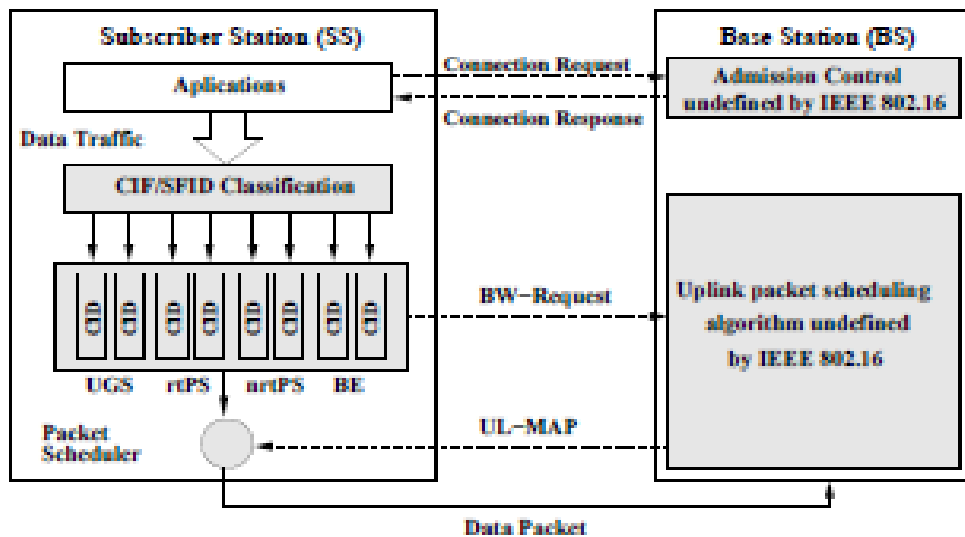 Subscriber Station (SS)
Base Station (BS)
Aplications
Connection Request
Admission Control
undefined by IEEE 802.16
Connection Response
Data Traffic
CIF/SFID Classification
CID
CID
CID
CID
CID
CID
CID
CID
BW-Request
Uplink packet scheduling
algorithm undefined
by IEEE 802.16
UGS
rtPS
nrtPS
BE
Packet
Scheduler
UL-MAP
Data Packet